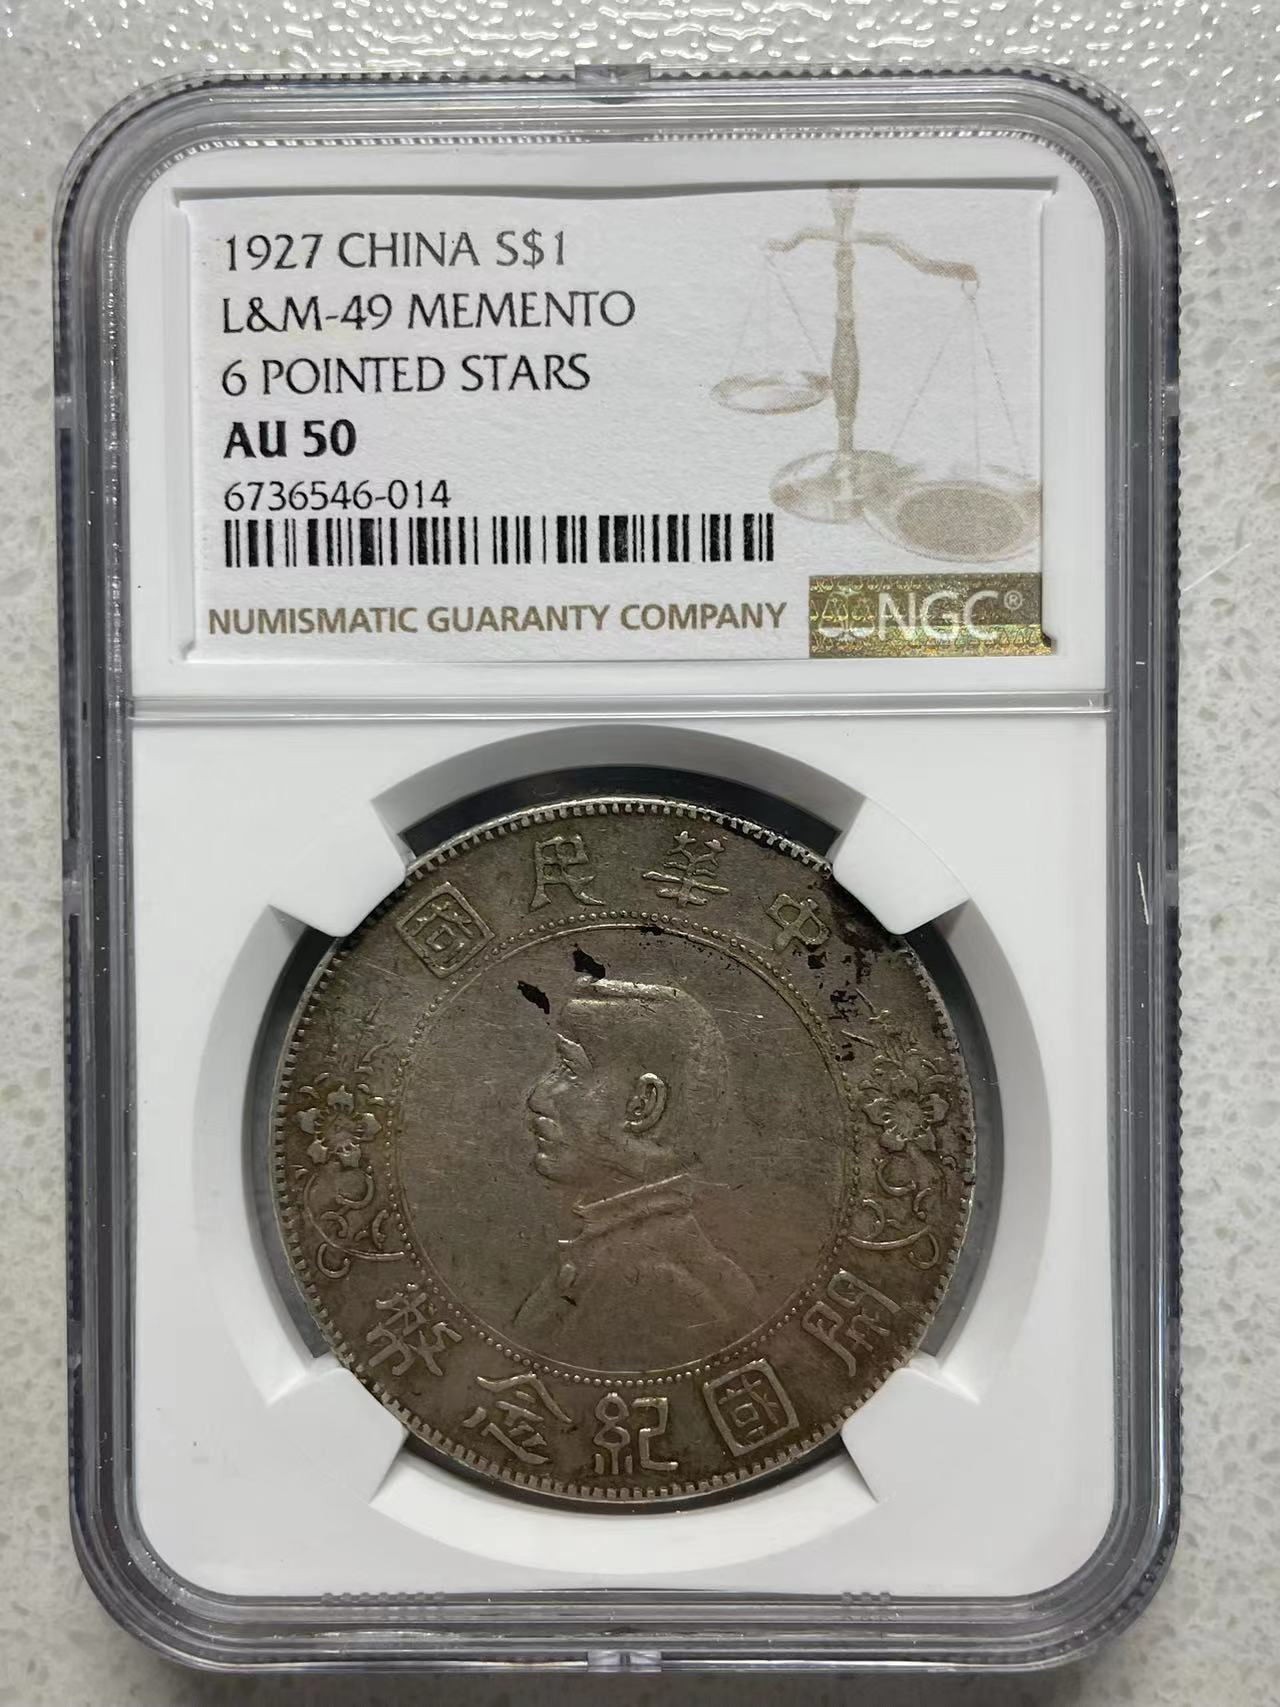 1927 CHINA S$1
L&M-49 MEMENTO
6 POINTED STARS
AU 50
6736546-014
NUMISMATIC GUARANTY COMPANY
NGC®
中華民國
開國紀念幣